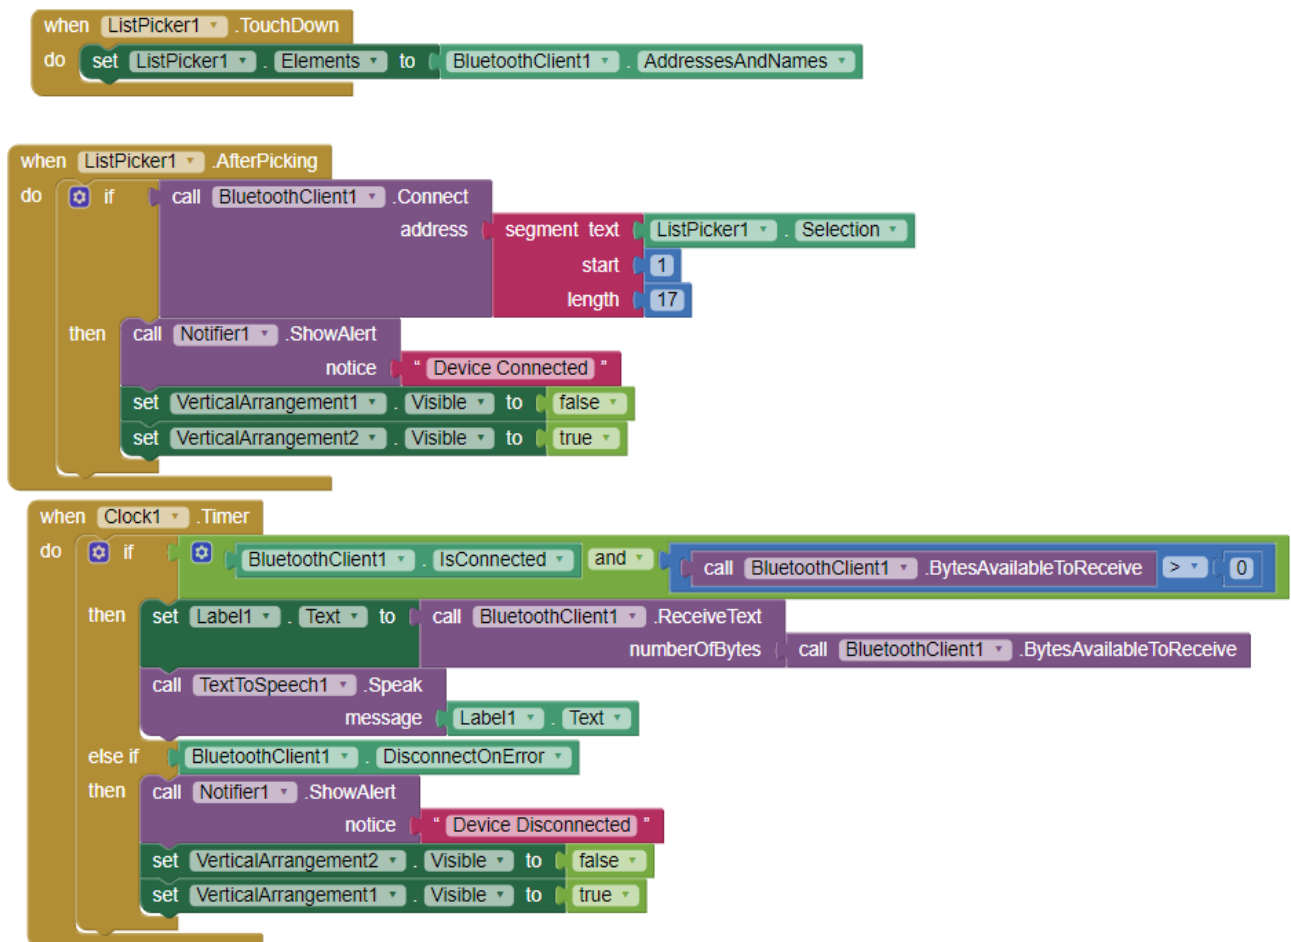 when ListPicker1 .TouchDown
do set ListPicker1 . Elements to BluetoothClient1 . AddressesAndNames
when ListPicker1 .AfterPicking
do if call BluetoothClient1 .Connect
address segment text ListPicker1 . Selection
start 1
length 17
then call Notifier1 .ShowAlert
notice " Device Connected "
set VerticalArrangement1 . Visible to false
set VerticalArrangement2 . Visible to true
when Clock1 .Timer
do if BluetoothClient1 . IsConnected and call BluetoothClient1 .BytesAvailableToReceive > 0
then set Label1 . Text to call BluetoothClient1 .ReceiveText
numberOfBytes call BluetoothClient1 .BytesAvailableToReceive
call TextToSpeech1 .Speak
message Label1 . Text
else if BluetoothClient1 . DisconnectOnError
then call Notifier1 .ShowAlert
notice " Device Disconnected "
set VerticalArrangement2 . Visible to false
set VerticalArrangement1 . Visible to true